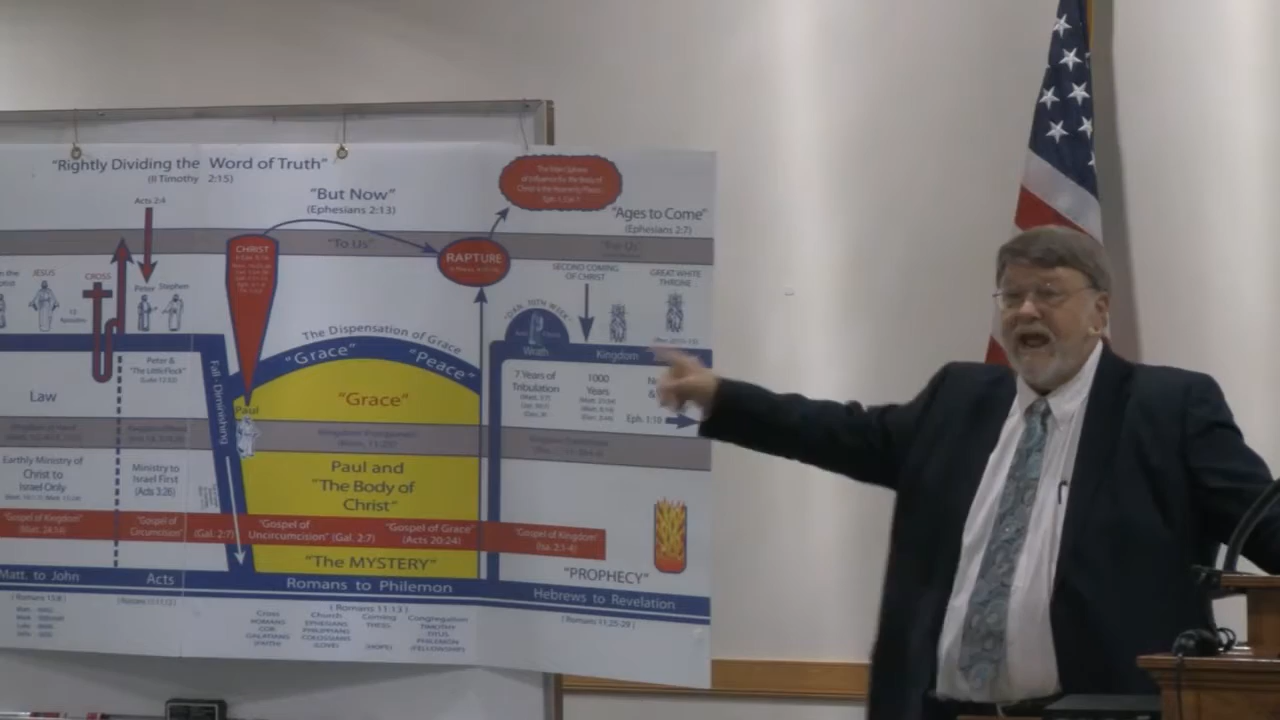 "Rightly Dividing the Word of Truth"
(II Timothy 2:15)
Acts 2:4
"But Now"
(Ephesians 2:13)
"Ages to Come"
(Ephesians 2:7)
"To Us"
CHRIST
RAPTURE
JESUS
CROSS
Peter
Stephen
SECOND COMING
OF CHRIST
GREAT WHITE
THRONE
The Dispensation of Grace
"Grace"
"Peace"
Wrath
Kingdom
Law
Peter &
"The Little Flock"
(Luke 12:32)
Fall - Diminishing
Paul
"Grace"
7 Years of
Tribulation
1000
Years
Eph. 1:10
Earthly Ministry of
Christ to
Israel Only
Ministry to
Israel First
(Acts 3:26)
Paul and
"The Body of
Christ"
"Gospel of Kingdom"
(Matt. 24:14)
"Gospel of
Circumcision"
(Gal. 2:7)
"Gospel of
Uncircumcision" (Gal. 2:7)
"Gospel of Grace"
(Acts 20:24)
"Gospel of Kingdom"
(Isa. 2:1-4)
"The MYSTERY"
"PROPHECY"
Matt. to John
Acts
Romans to Philemon
Hebrews to Revelation
(Romans 11:13)
(Romans 11:25-29)
Cross
ROMANS
COR.
GALATIANS
(FAITH)
Church
EPHESIANS
PHILIPPIANS
COLOSSIANS
(LOVE)
Coming
THESS.
(HOPE)
Congregation
TIMOTHY
TITUS
PHILEMON
(FELLOWSHIP)